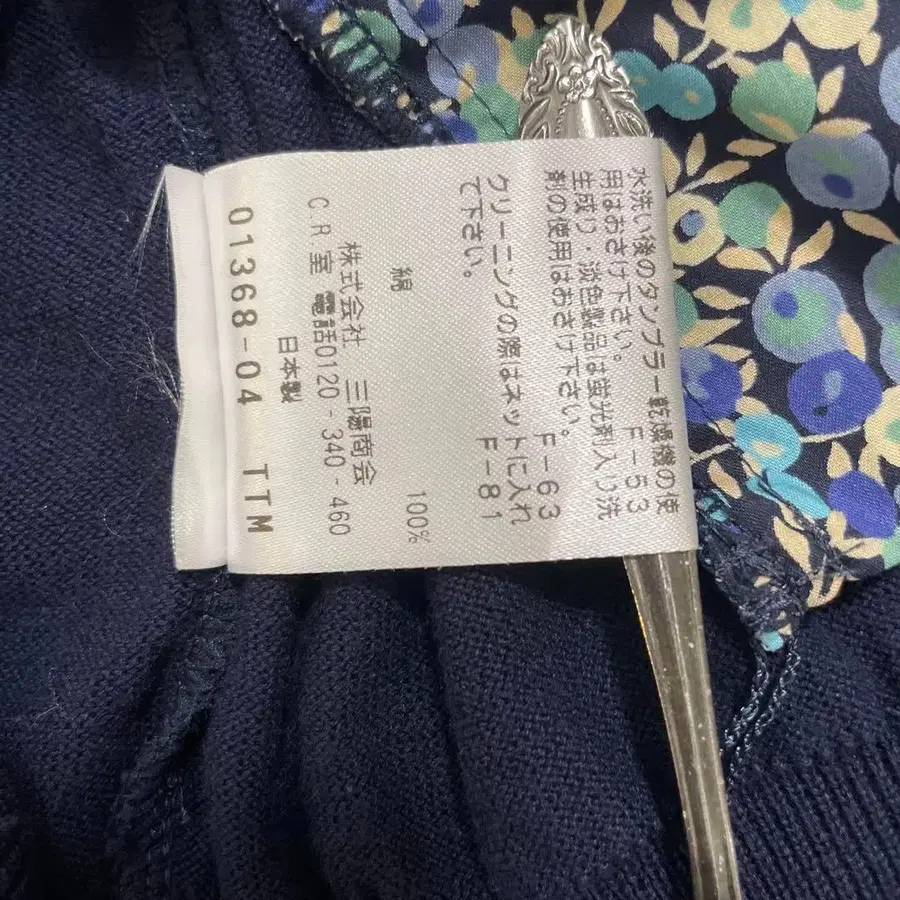 水洗い後のタンブラー乾燥機の使
用はおさけ下さい。 F-53
生成り・淡色製品は蛍光剤入り洗
剤の使用はおさけ下さい。 F-63
クリーニングの際はネットに入れ
て下さい。 F-81
綿 100%
株式会社 三陽商会
C.R.室 電話0120-340-460
日本製
01368-04 TTM